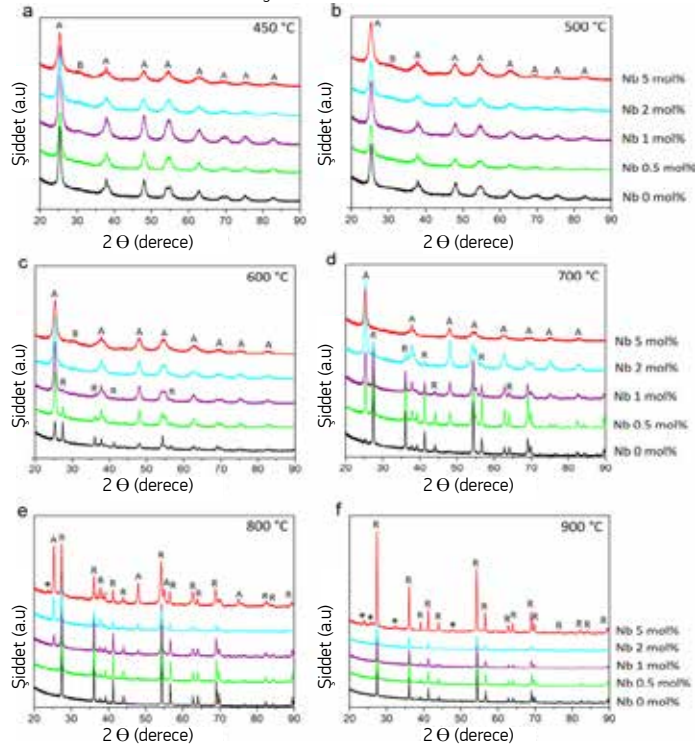 a 450 °C
A B A A A A A A A
Şiddet (a.u)
20 30 40 50 60 70 80 90
2 Θ (derece)
b 500 °C
A B A A A A A A A
Nb 5 mol%
Nb 2 mol%
Nb 1 mol%
Nb 0.5 mol%
Nb 0 mol%
Şiddet (a.u)
20 30 40 50 60 70 80 90
2 Θ (derece)
c 600 °C
A B A A A A A A A
R R R R
Şiddet (a.u)
20 30 40 50 60 70 80 90
2 Θ (derece)
d 700 °C
A A A A A A A A
R R R R R R
Nb 5 mol%
Nb 2 mol%
Nb 1 mol%
Nb 0.5 mol%
Nb 0 mol%
Şiddet (a.u)
20 30 40 50 60 70 80 90
2 Θ (derece)
e 800 °C
* A R R R R R A R A R R R R A R R R
Şiddet (a.u)
20 30 40 50 60 70 80 90
2 Θ (derece)
f 900 °C
* * R * R R R R * R R R R R R R R R R
Nb 5 mol%
Nb 2 mol%
Nb 1 mol%
Nb 0.5 mol%
Nb 0 mol%
Şiddet (a.u)
20 30 40 50 60 70 80 90
2 Θ (derece)